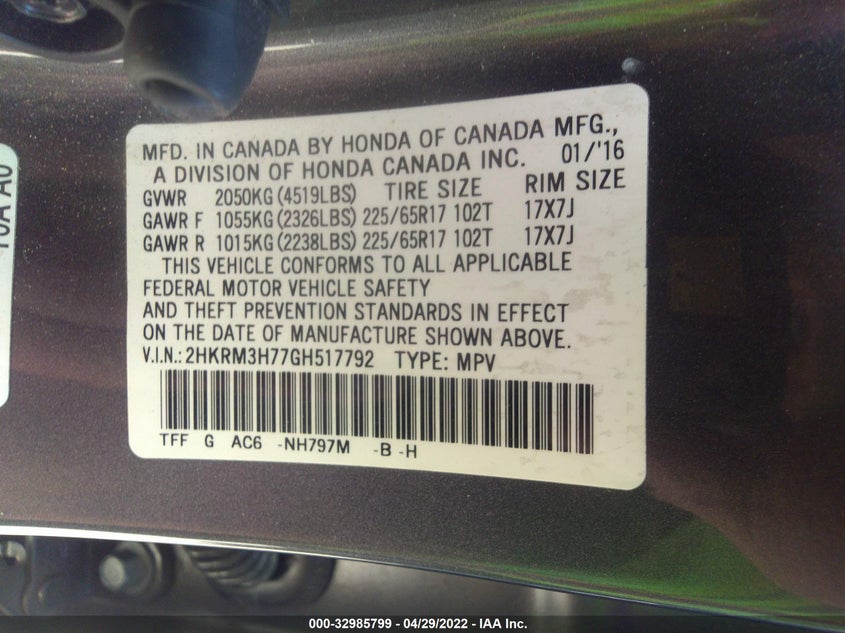 MFD. IN CANADA BY HONDA OF CANADA MFG.,
A DIVISION OF HONDA CANADA INC. 01/'16
GVWR 2050KG (4519LBS) TIRE SIZE RIM SIZE
GAWR F 1055KG (2326LBS) 225/65R17 102T 17X7J
GAWR R 1015KG (2238LBS) 225/65R17 102T 17X7J
THIS VEHICLE CONFORMS TO ALL APPLICABLE
FEDERAL MOTOR VEHICLE SAFETY
AND THEFT PREVENTION STANDARDS IN EFFECT
ON THE DATE OF MANUFACTURE SHOWN ABOVE.
V.I.N.: 2HKRM3H77GH517792 TYPE: MPV
TFF G AC6 -NH797M -B -H
000-32985799 - 04/29/2022 - IAA Inc.